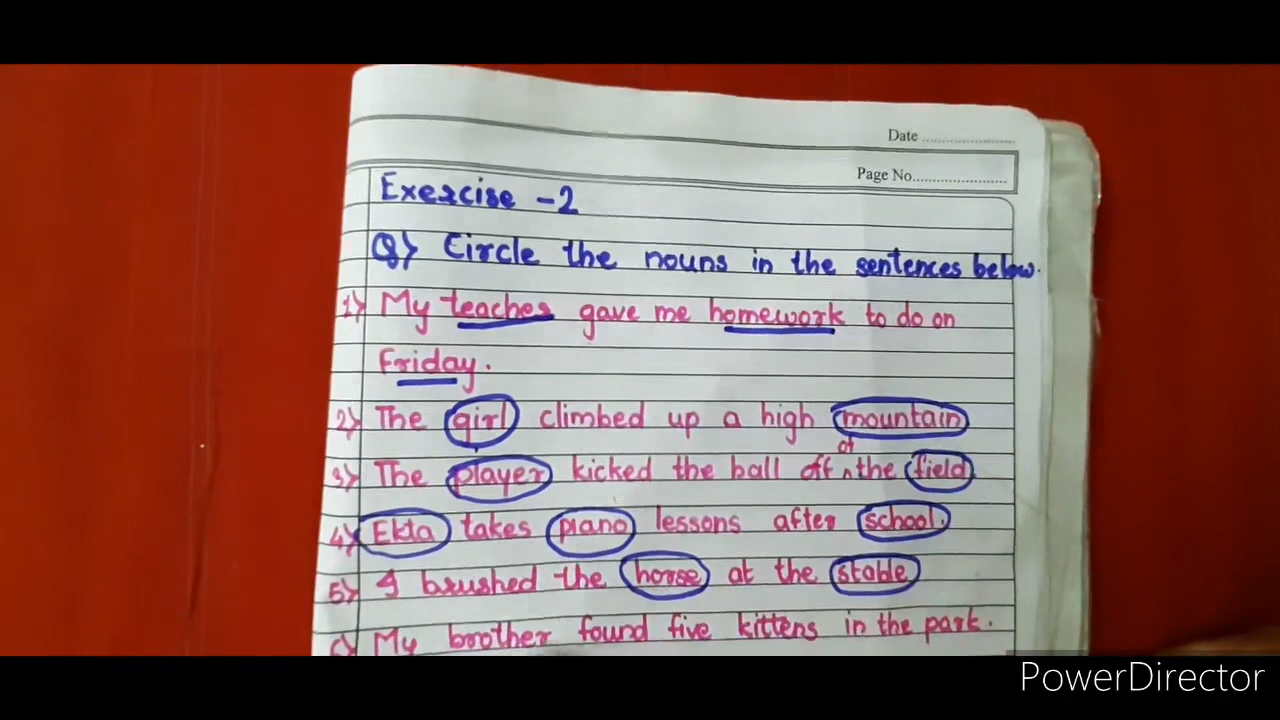 Date
Page No.
Exercise -2
Q) Circle the nouns in the sentences below.
1) My teacher gave me homework to do on
Friday.
2) The girl climbed up a high mountain
of
3) The player kicked the ball off the field
4) Ekta takes piano lessons after school.
5) I brushed the horse at the stable
6) My brother found five kittens in the park.
PowerDirector